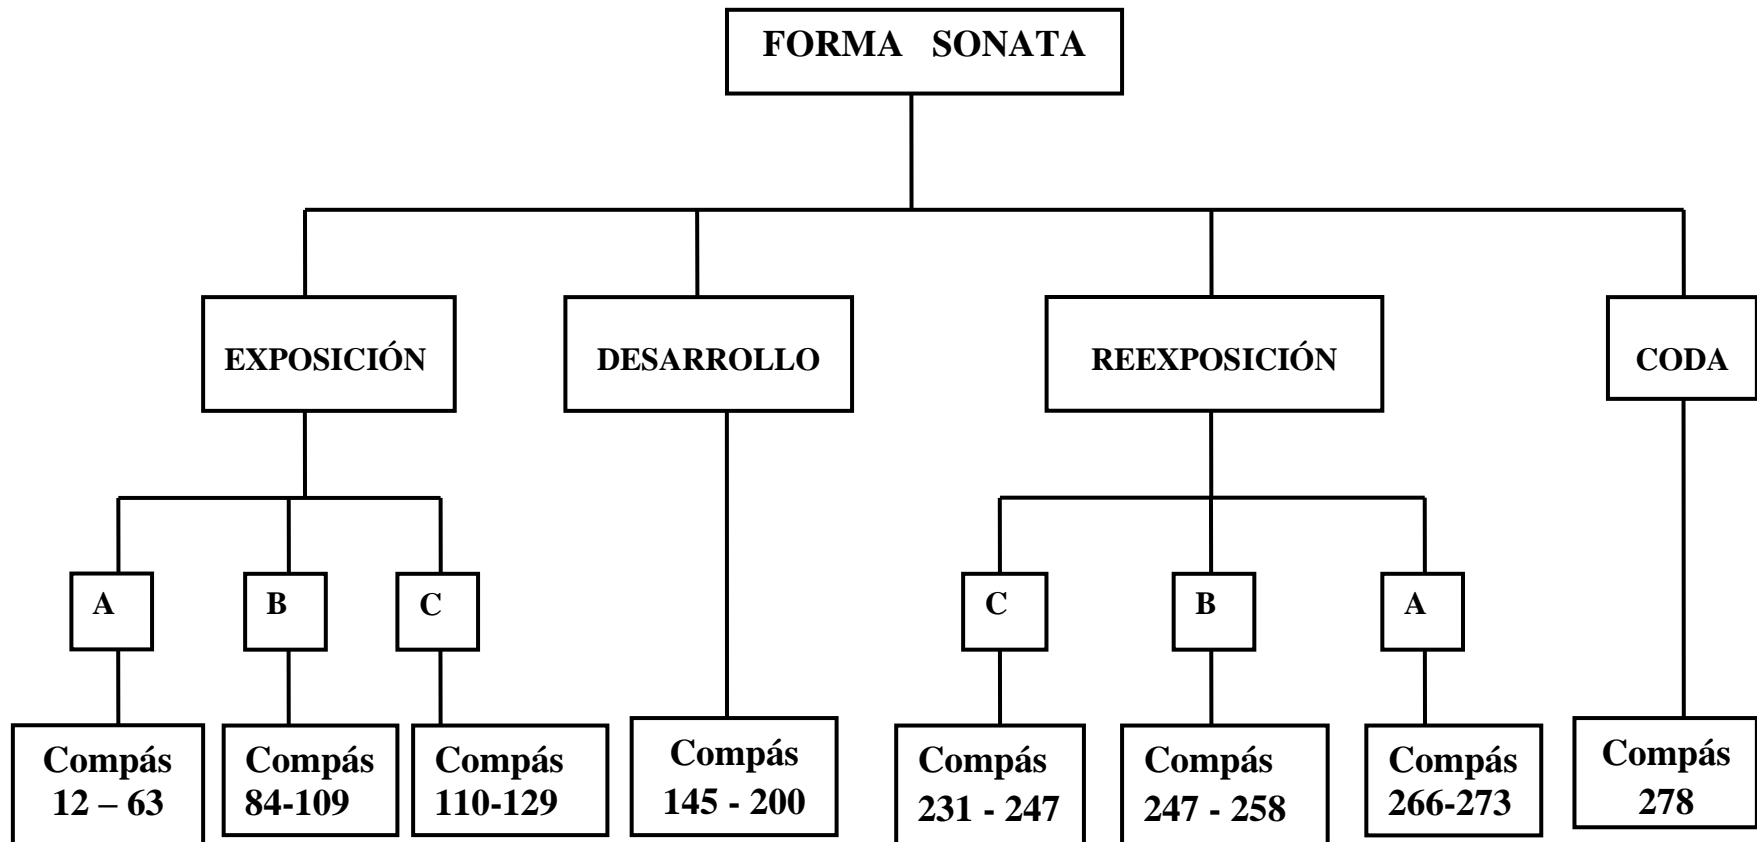 FORMA SONATA
EXPOSICIÓN
DESARROLLO
REEXPOSICIÓN
CODA
A
B
C
C
B
A
Compás
12 – 63
Compás
84-109
Compás
110-129
Compás
145 - 200
Compás
231 - 247
Compás
247 - 258
Compás
266-273
Compás
278